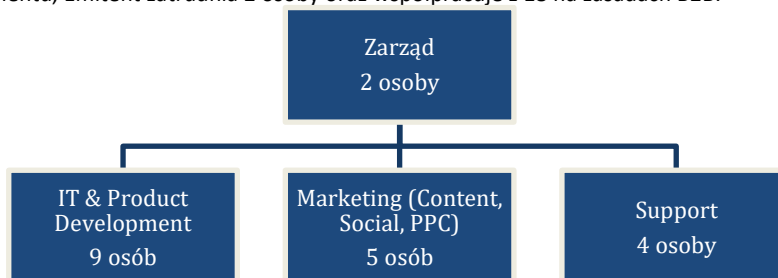 Emitent zatrudnia 2 osoby oraz współpracuje z na zasadach B2B.
Zarząd
2 osoby
IT & Product
Development
9 osób
Marketing (Content,
Social, PPC)
5 osób
Support
4 osoby